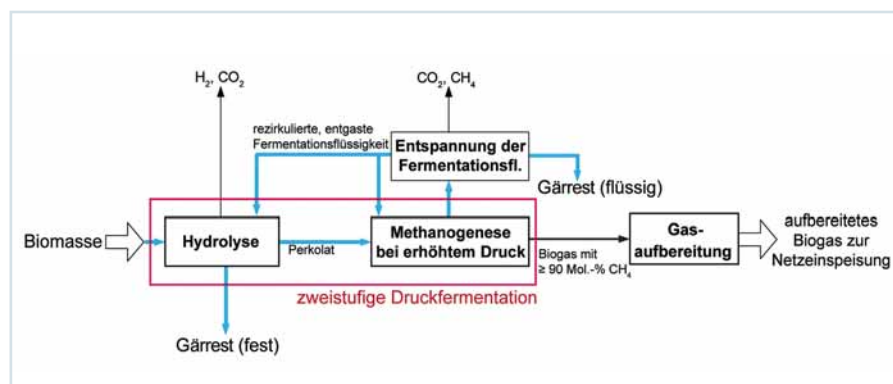 H₂, CO₂
CO₂, CH₄
rezirkulierte, entgaste
Fermentationsflüssigkeit
Entspannung der
Fermentationsfl.
Gärrest (flüssig)
Biomasse
Hydrolyse
Perkolat
Methanogenese
bei erhöhtem Druck
Biogas mit
≥ 90 Mol.-% CH₄
Gas-
aufbereitung
aufbereitetes
Biogas zur
Netzeinspeisung
zweistufige Druckfermentation
Gärrest (fest)